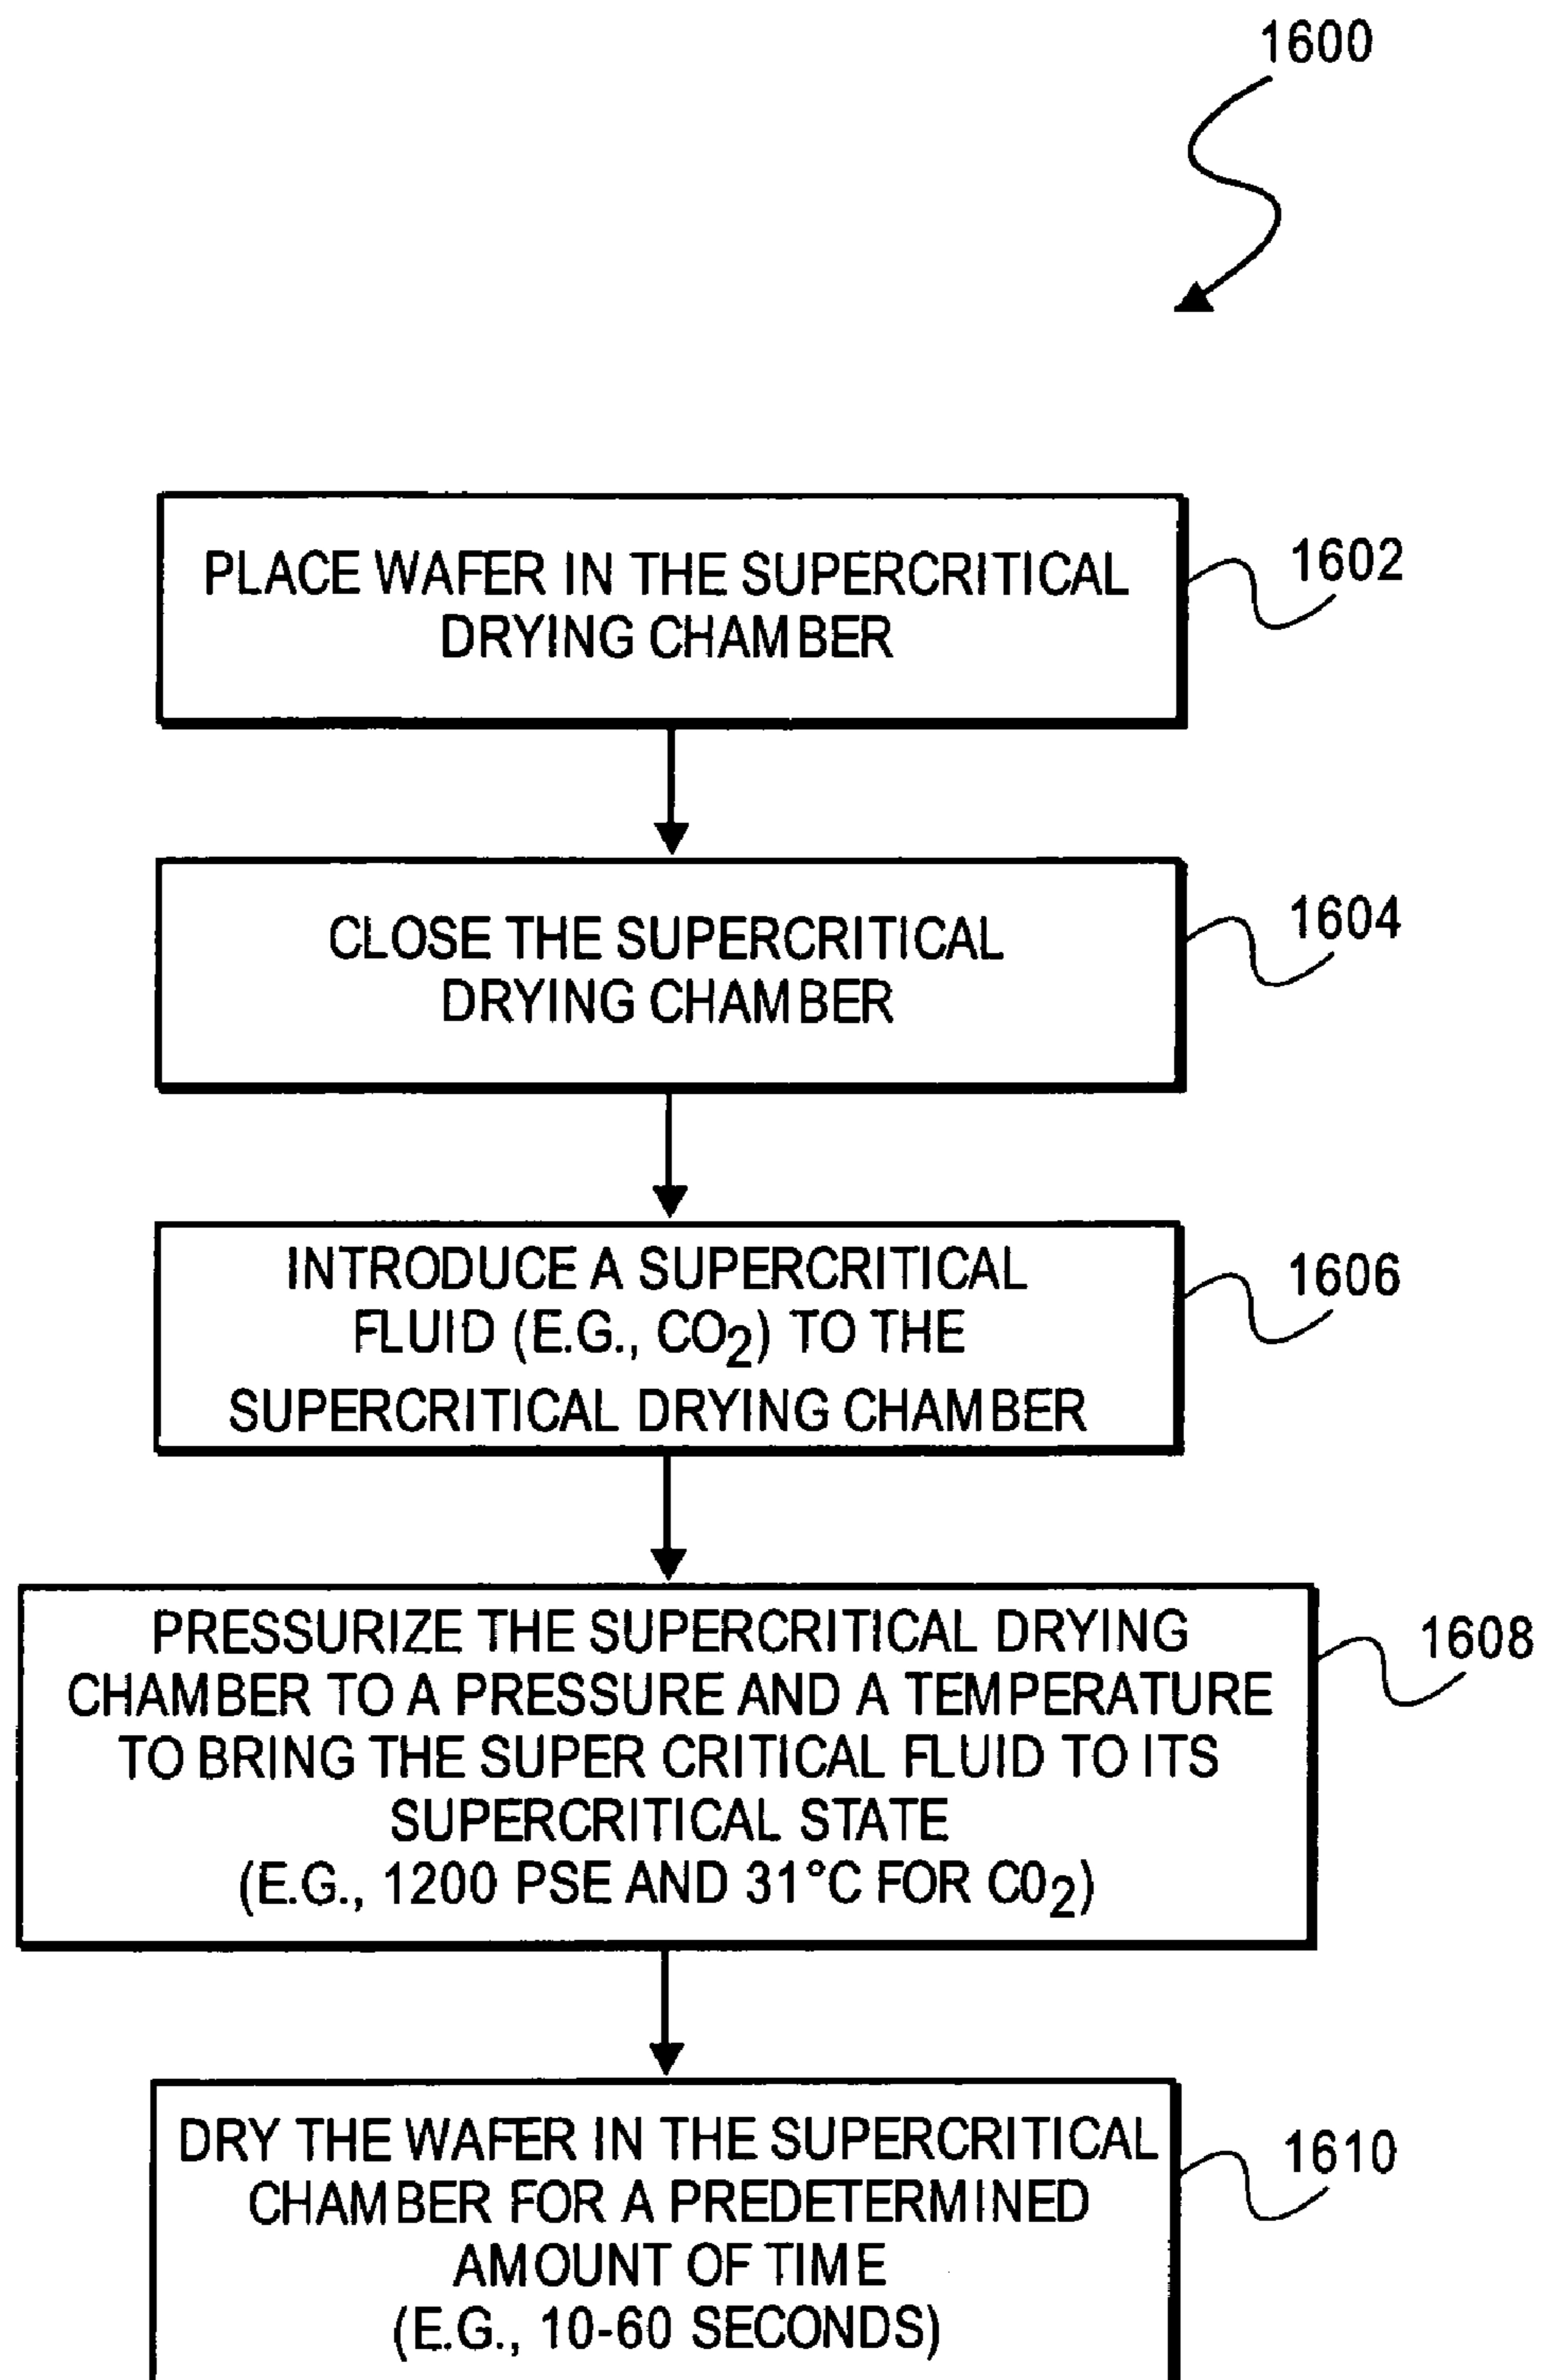 1600
PLACE WAFER IN THE SUPERCRITICAL
DRYING CHAMBER
1602
CLOSE THE SUPERCRITICAL
DRYING CHAMBER
1604
INTRODUCE A SUPERCRITICAL
FLUID (E.G., CO₂) TO THE
SUPERCRITICAL DRYING CHAMBER
1606
PRESSURIZE THE SUPERCRITICAL DRYING
CHAMBER TO A PRESSURE AND A TEMPERATURE
TO BRING THE SUPER CRITICAL FLUID TO ITS
SUPERCRITICAL STATE
(E.G., 1200 PSE AND 31°C FOR C0₂)
1608
DRY THE WAFER IN THE SUPERCRITICAL
CHAMBER FOR A PREDETERMINED
AMOUNT OF TIME
(E.G., 10-60 SECONDS)
1610